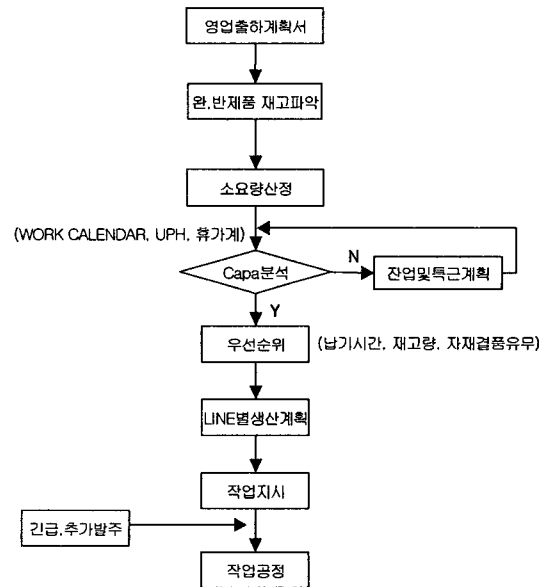 영업출하계획서
완.반제품 재고파악
소요량산정
(WORK CALENDAR, UPH, 휴가계)
Capa분석
N
잔업및특근계획
Y
우선순위
(납기시간, 재고량, 자재결품유무)
LINE별생산계획
작업지시
긴급.추가발주
작업공정